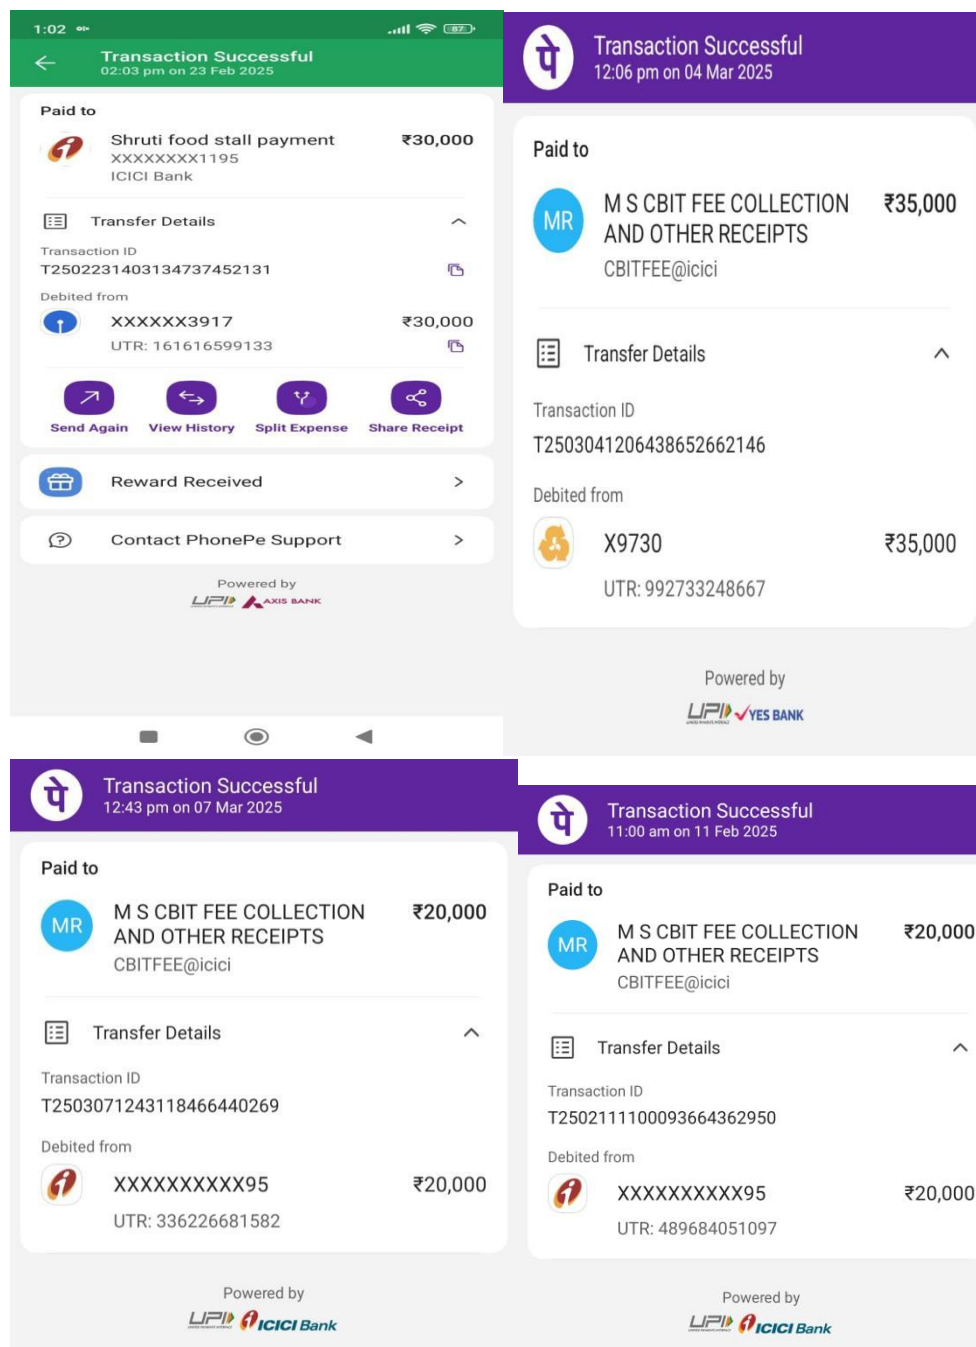 1:02
87
Transaction Successful
02:03 pm on 23 Feb 2025
Paid to
Shruti food stall payment ₹30,000
XXXXXXXX1195
ICICI Bank
Transfer Details
Transaction ID
T2502231403134737452131
Debited from
XXXXXX3917 ₹30,000
UTR: 161616599133
Send Again View History Split Expense Share Receipt
Reward Received
Contact PhonePe Support
Powered by
UPI AXIS BANK
पे
Transaction Successful
12:06 pm on 04 Mar 2025
Paid to
MR
M S CBIT FEE COLLECTION ₹35,000
AND OTHER RECEIPTS
CBITFEE@icici
Transfer Details
Transaction ID
T2503041206438652662146
Debited from
X9730 ₹35,000
UTR: 992733248667
Powered by
UPI YES BANK
पे
Transaction Successful
12:43 pm on 07 Mar 2025
Paid to
MR
M S CBIT FEE COLLECTION ₹20,000
AND OTHER RECEIPTS
CBITFEE@icici
Transfer Details
Transaction ID
T2503071243118466440269
Debited from
XXXXXXXXXX95 ₹20,000
UTR: 336226681582
Powered by
UPI ICICI Bank
पे
Transaction Successful
11:00 am on 11 Feb 2025
Paid to
MR
M S CBIT FEE COLLECTION ₹20,000
AND OTHER RECEIPTS
CBITFEE@icici
Transfer Details
Transaction ID
T2502111100093664362950
Debited from
XXXXXXXXXX95 ₹20,000
UTR: 489684051097
Powered by
UPI ICICI Bank